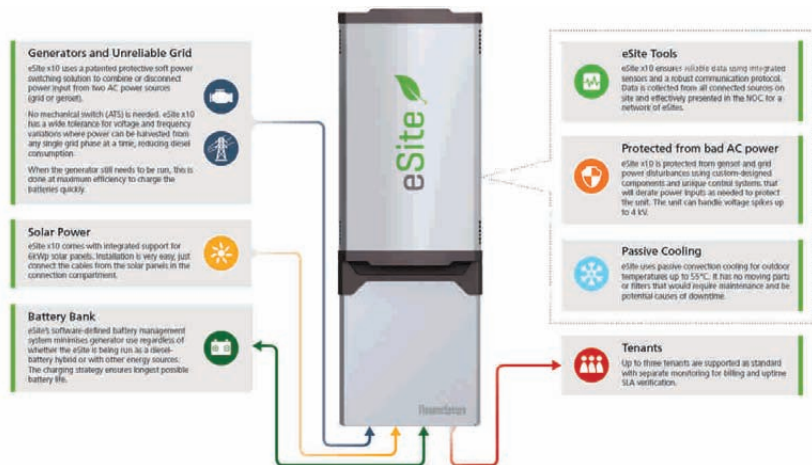 Generators and Unreliable Grid
eSite x10 uses a patented protective soft power
switching solution to combine or disconnect
power input from two AC power sources
(grid or genset).
No mechanical switch (ATS) is needed. eSite x10
has a wide tolerance for voltage and frequency
variations where power can be harvested from
any single grid phase at a time, reducing diesel
consumption.
When the generator still needs to be run, this is
done at maximum efficiency to charge the
batteries quickly.
Solar Power
eSite x10 comes with integrated support for
6kWp solar panels. Installation is very easy, just
connect the cables from the solar panels in the
connection compartment.
Battery Bank
eSite's software-defined battery management
system minimises generator use regardless of
whether the eSite is being run as a diesel-
battery hybrid or with other energy sources.
The charging strategy ensures longest possible
battery life.
eSite
eSite Tools
eSite x10 ensures reliable data using integrated
sensors and a robust communication protocol.
Data is collected from all connected sources on
site and effectively presented in the NOC for a
network of eSites.
Protected from bad AC power
eSite x10 is protected from genset and grid
power disturbances using custom-designed
components and unique control systems that
will derate power inputs as needed to protect
the unit. The unit can handle voltage spikes up
to 4 kV.
Passive Cooling
eSite uses passive convection cooling for outdoor
temperatures up to 55°C. It has no moving parts
or filters that would require maintenance and be
potential causes of downtime.
Tenants
Up to three tenants are supported as standard
with separate monitoring for billing and uptime
SLA verification.